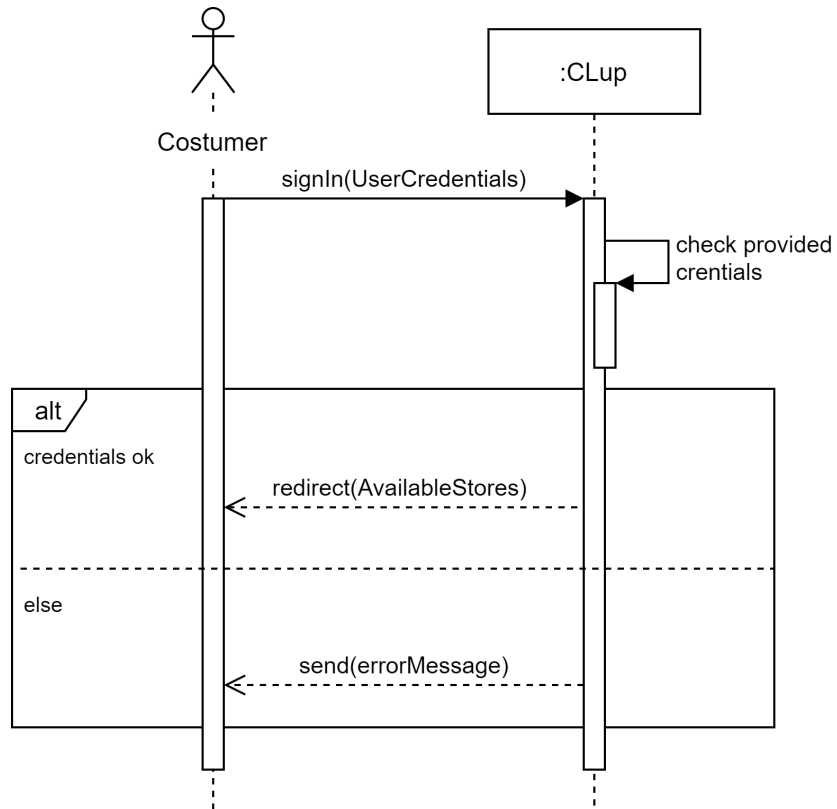 :CLup
Costumer
signIn(UserCredentials)
check provided
crentials
alt
credentials ok
redirect(AvailableStores)
else
send(errorMessage)